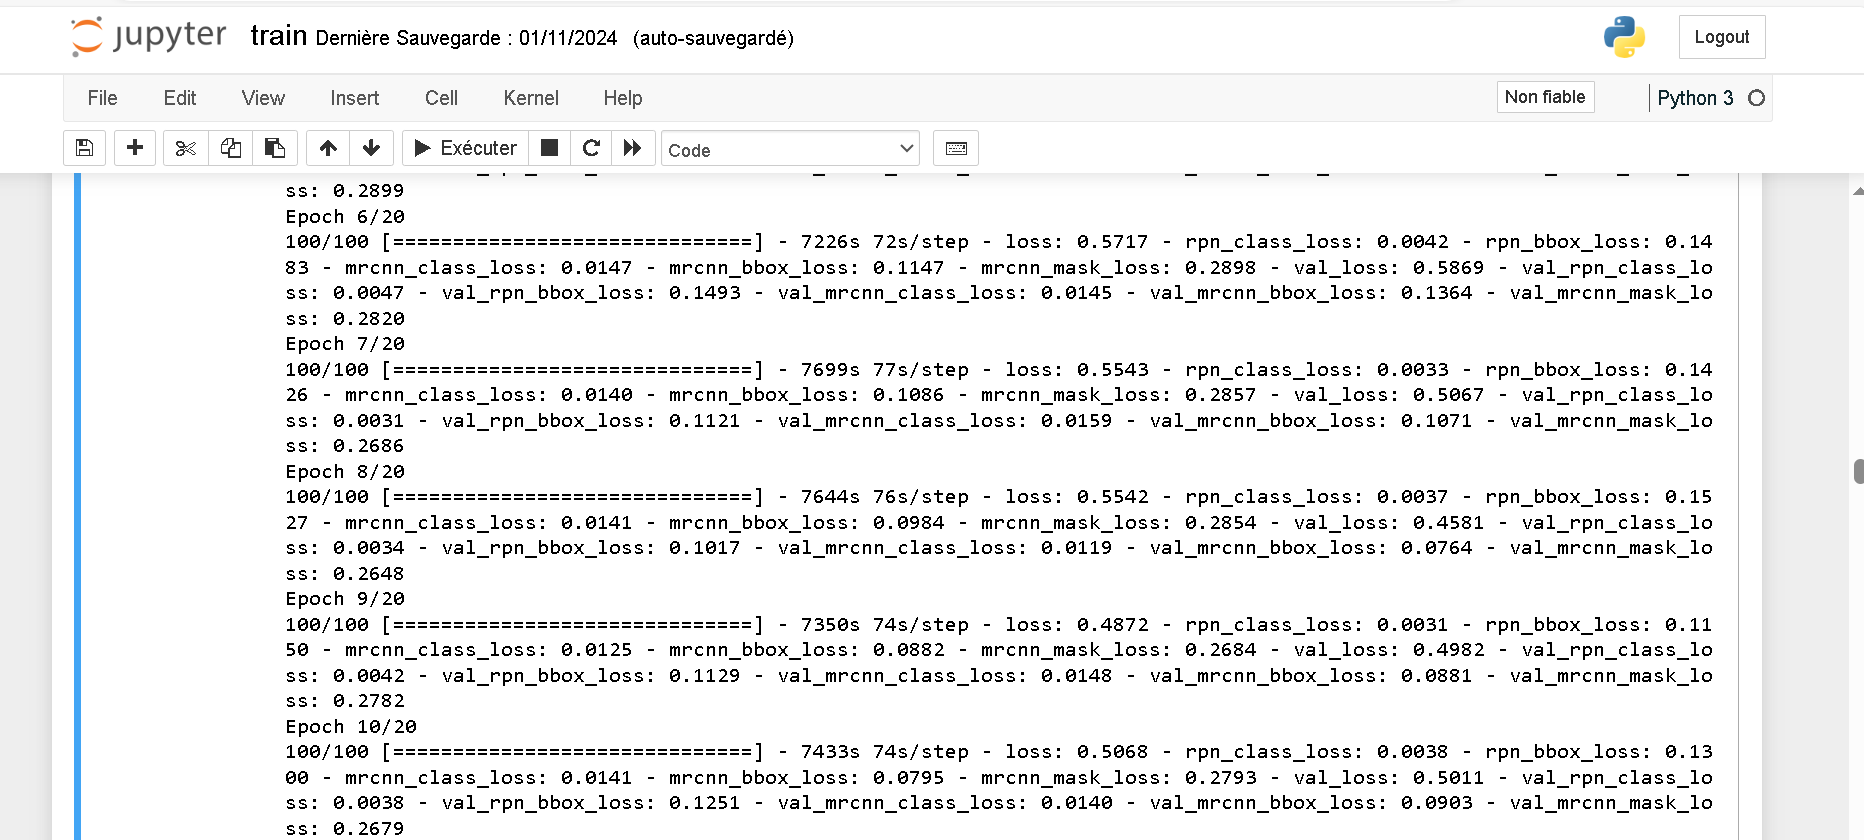 jupyter train Dernière Sauvegarde : 01/11/2024 (auto-sauvegardé) Logout
File Edit View Insert Cell Kernel Help Non fiable Python 3
Exécuter Code
ss: 0.2899
Epoch 6/20
100/100 [==============================] - 7226s 72s/step - loss: 0.5717 - rpn_class_loss: 0.0042 - rpn_bbox_loss: 0.14
83 - mrcnn_class_loss: 0.0147 - mrcnn_bbox_loss: 0.1147 - mrcnn_mask_loss: 0.2898 - val_loss: 0.5869 - val_rpn_class_lo
ss: 0.0047 - val_rpn_bbox_loss: 0.1493 - val_mrcnn_class_loss: 0.0145 - val_mrcnn_bbox_loss: 0.1364 - val_mrcnn_mask_lo
ss: 0.2820
Epoch 7/20
100/100 [==============================] - 7699s 77s/step - loss: 0.5543 - rpn_class_loss: 0.0033 - rpn_bbox_loss: 0.14
26 - mrcnn_class_loss: 0.0140 - mrcnn_bbox_loss: 0.1086 - mrcnn_mask_loss: 0.2857 - val_loss: 0.5067 - val_rpn_class_lo
ss: 0.0031 - val_rpn_bbox_loss: 0.1121 - val_mrcnn_class_loss: 0.0159 - val_mrcnn_bbox_loss: 0.1071 - val_mrcnn_mask_lo
ss: 0.2686
Epoch 8/20
100/100 [==============================] - 7644s 76s/step - loss: 0.5542 - rpn_class_loss: 0.0037 - rpn_bbox_loss: 0.15
27 - mrcnn_class_loss: 0.0141 - mrcnn_bbox_loss: 0.0984 - mrcnn_mask_loss: 0.2854 - val_loss: 0.4581 - val_rpn_class_lo
ss: 0.0034 - val_rpn_bbox_loss: 0.1017 - val_mrcnn_class_loss: 0.0119 - val_mrcnn_bbox_loss: 0.0764 - val_mrcnn_mask_lo
ss: 0.2648
Epoch 9/20
100/100 [==============================] - 7350s 74s/step - loss: 0.4872 - rpn_class_loss: 0.0031 - rpn_bbox_loss: 0.11
50 - mrcnn_class_loss: 0.0125 - mrcnn_bbox_loss: 0.0882 - mrcnn_mask_loss: 0.2684 - val_loss: 0.4982 - val_rpn_class_lo
ss: 0.0042 - val_rpn_bbox_loss: 0.1129 - val_mrcnn_class_loss: 0.0148 - val_mrcnn_bbox_loss: 0.0881 - val_mrcnn_mask_lo
ss: 0.2782
Epoch 10/20
100/100 [==============================] - 7433s 74s/step - loss: 0.5068 - rpn_class_loss: 0.0038 - rpn_bbox_loss: 0.13
00 - mrcnn_class_loss: 0.0141 - mrcnn_bbox_loss: 0.0795 - mrcnn_mask_loss: 0.2793 - val_loss: 0.5011 - val_rpn_class_lo
ss: 0.0038 - val_rpn_bbox_loss: 0.1251 - val_mrcnn_class_loss: 0.0140 - val_mrcnn_bbox_loss: 0.0903 - val_mrcnn_mask_lo
ss: 0.2679